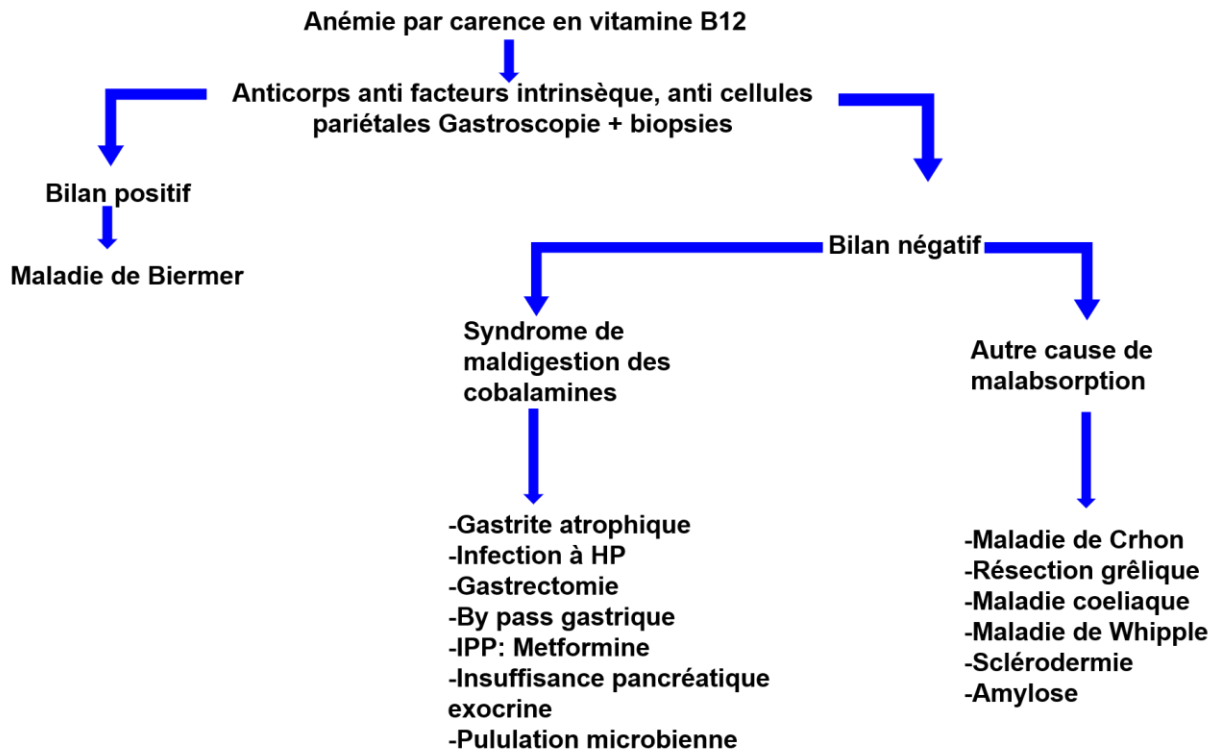 Anémie par carence en vitamine B12
Anticorps anti facteurs intrinsèque, anti cellules
pariétales Gastroscopie + biopsies
Bilan positif
Maladie de Biermer
Bilan négatif
Syndrome de
maldigestion des
cobalamines
-Gastrite atrophique
-Infection à HP
-Gastrectomie
-By pass gastrique
-IPP: Metformine
-Insuffisance pancréatique
exocrine
-Pululation microbienne
Autre cause de
malabsorption
-Maladie de Crhon
-Résection grêlique
-Maladie coeliaque
-Maladie de Whipple
-Sclérodermie
-Amylose